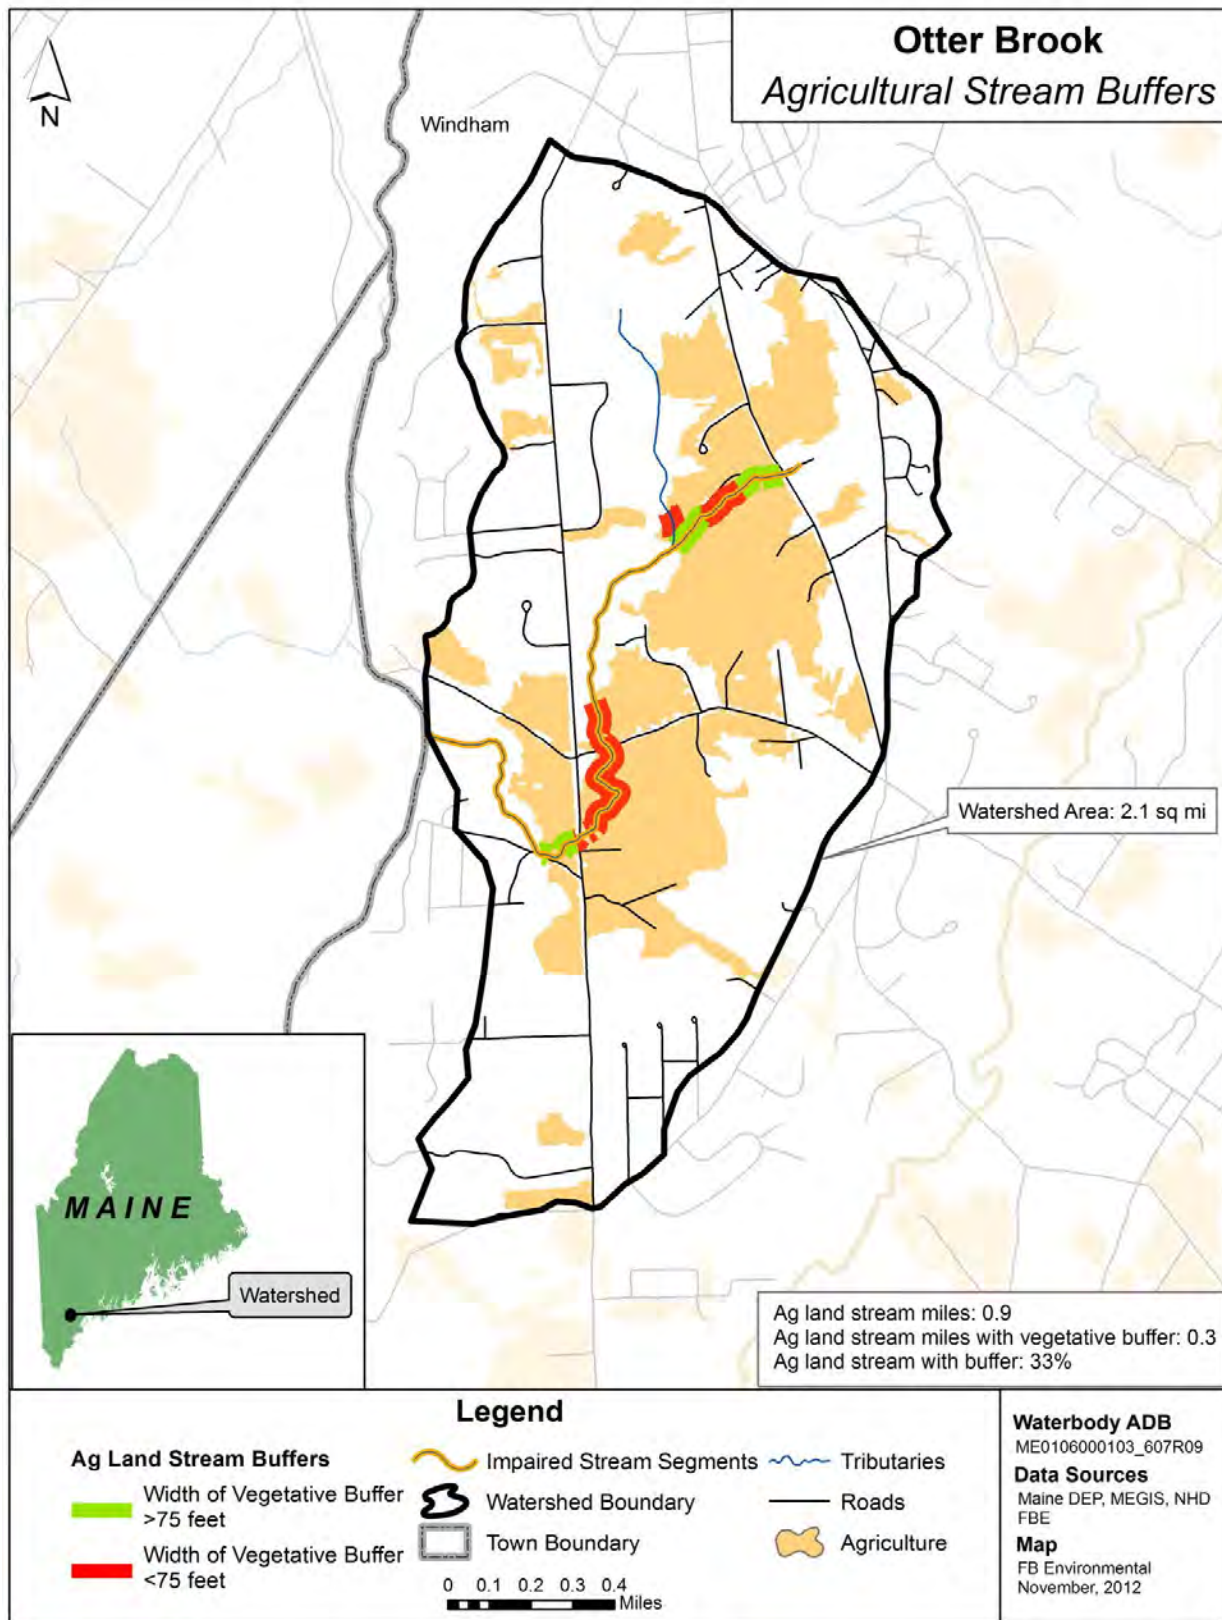 Otter Brook
Agricultural Stream Buffers
N
Windham
Watershed Area: 2.1 sq mi
MAINE
Watershed
Ag land stream miles: 0.9
Ag land stream miles with vegetative buffer: 0.3
Ag land stream with buffer: 33%
Legend
Ag Land Stream Buffers
Width of Vegetative Buffer
>75 feet
Width of Vegetative Buffer
<75 feet
Impaired Stream Segments
Watershed Boundary
Town Boundary
0 0.1 0.2 0.3 0.4
Miles
Tributaries
Roads
Agriculture
Waterbody ADB
ME0106000103_607R09
Data Sources
Maine DEP, MEGIS, NHD
FBE
Map
FB Environmental
November, 2012